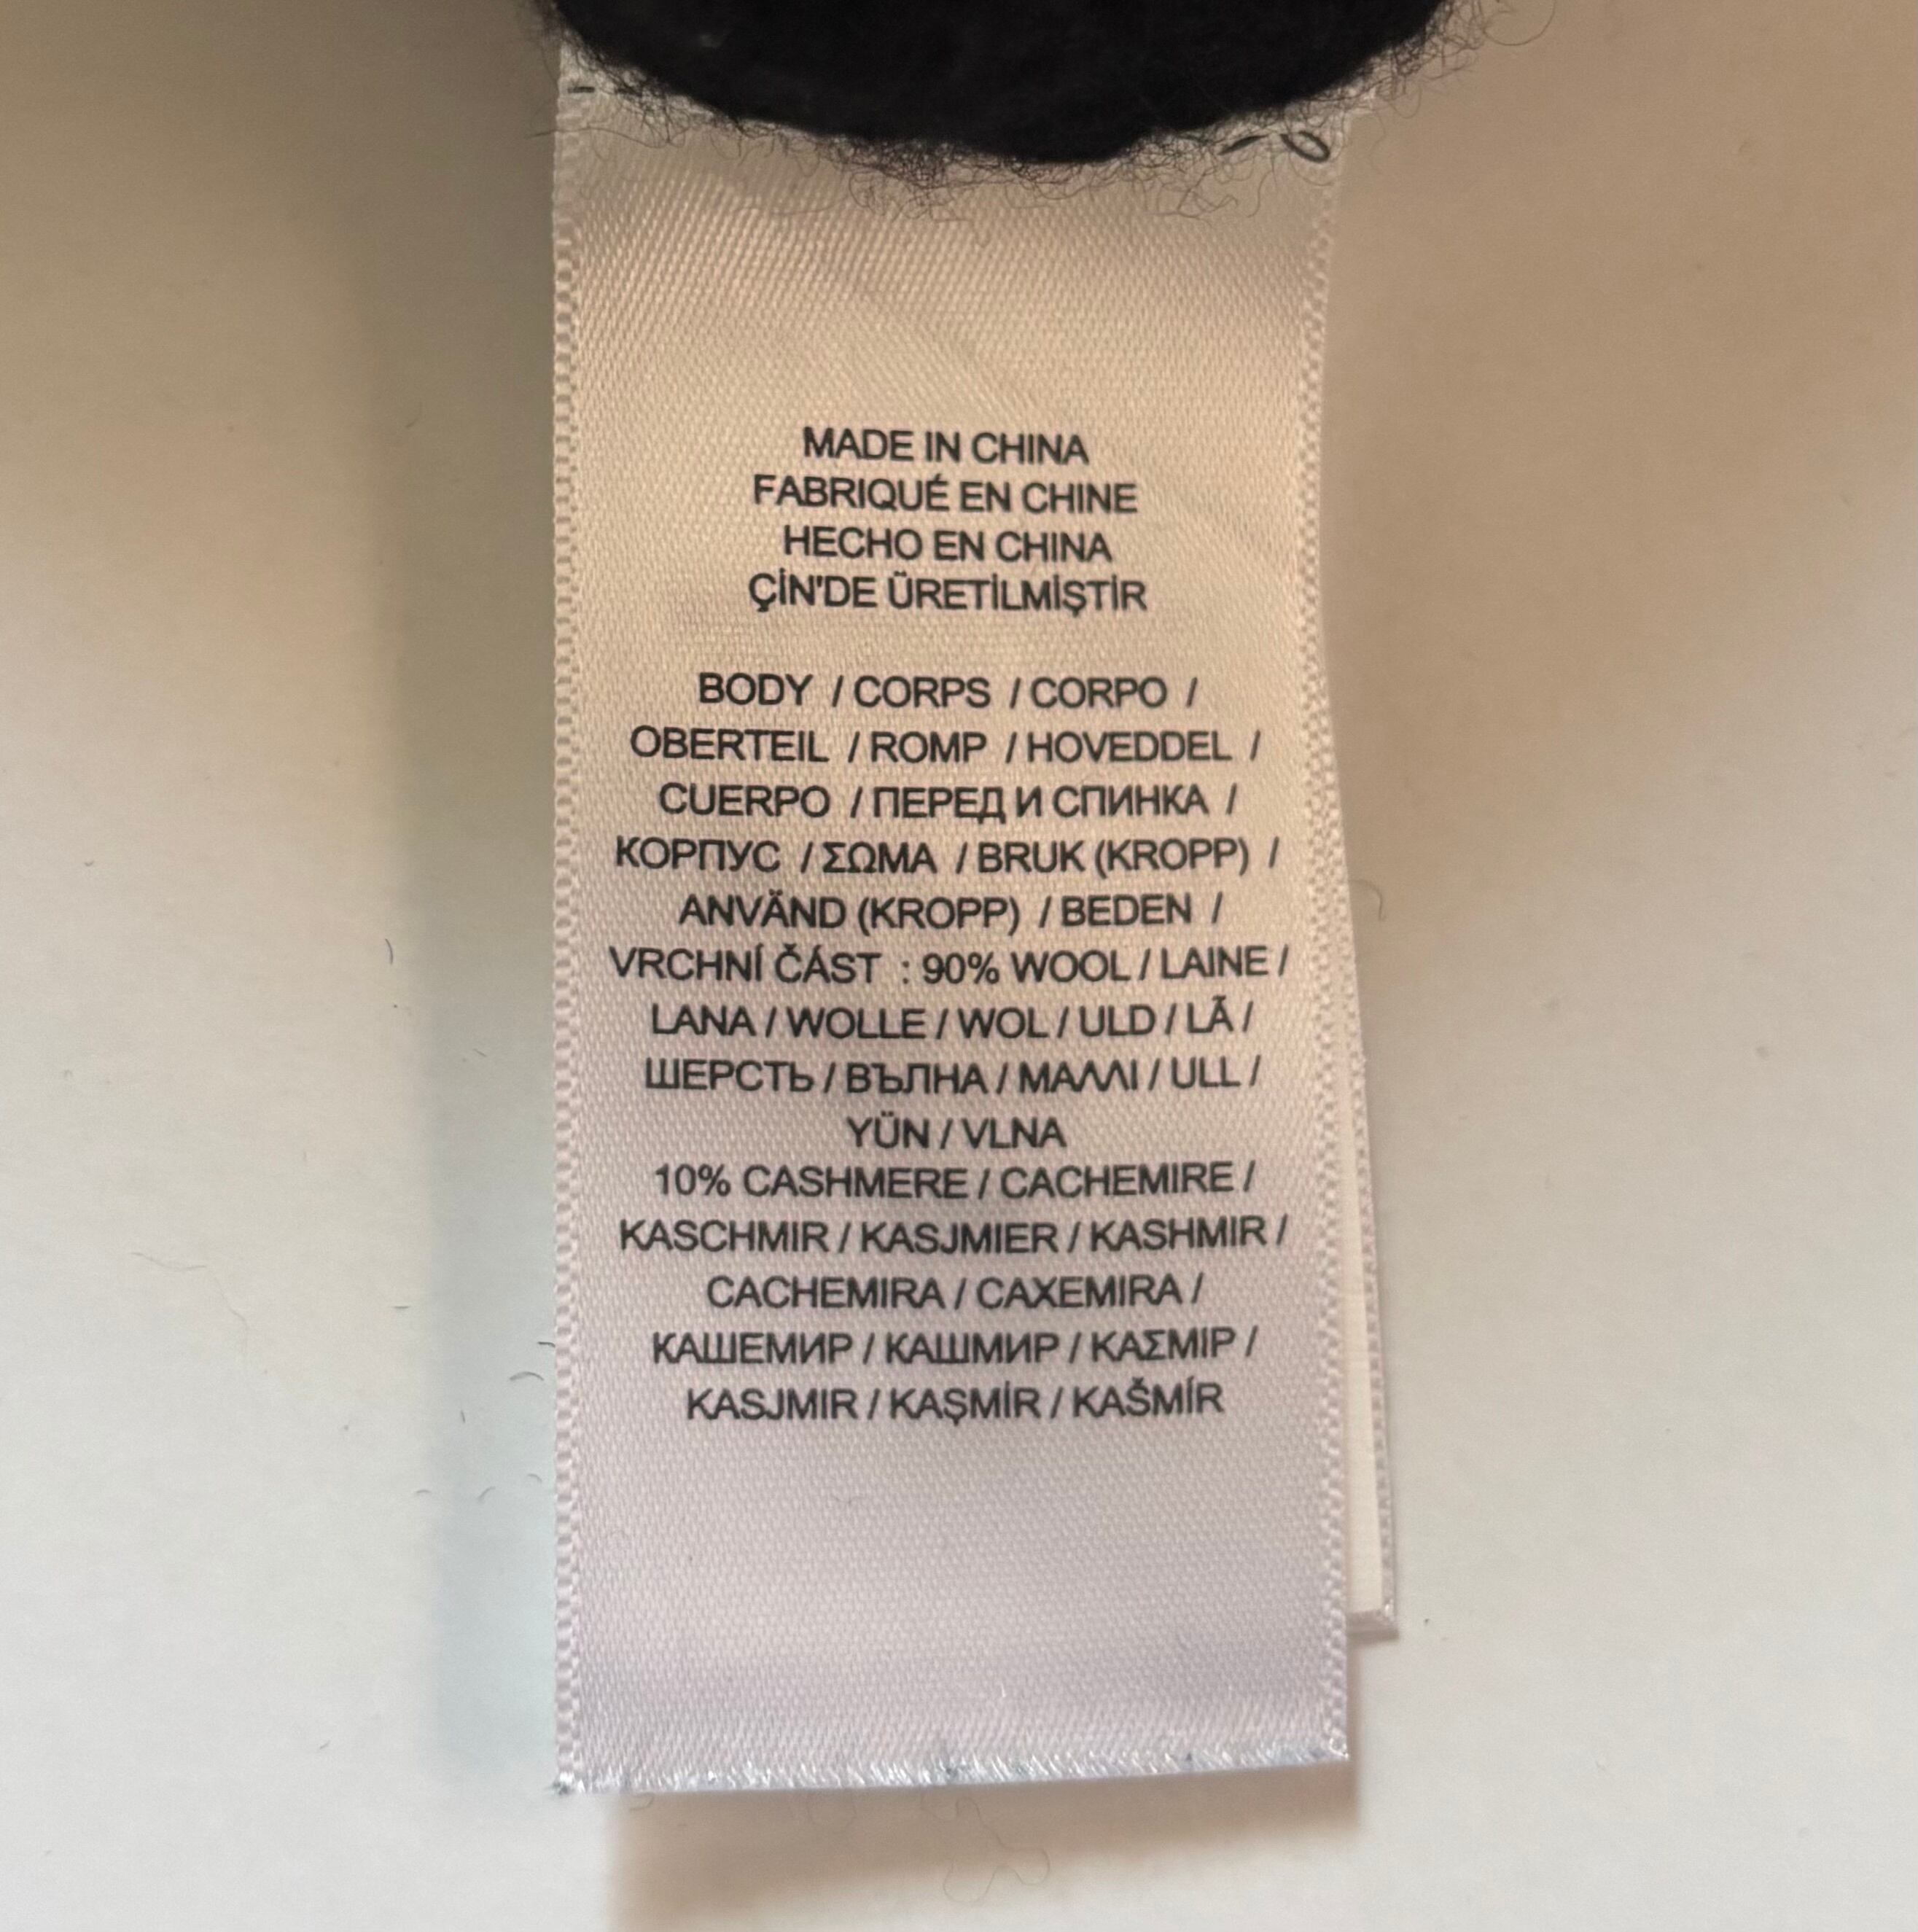 MADE IN CHINA
FABRIQUÉ EN CHINE
HECHO EN CHINA
ÇİN'DE ÜRETİLMİŞTİR
BODY / CORPS / CORPO /
OBERTEIL / ROMP / HOVEDDEL /
CUERPO / ПЕРЕД И СПИНКА /
КОРПУС / ΣΩΜΑ / BRUK (KROPP) /
ANVÄND (KROPP) / BEDEN /
VRCHNÍ ČÁST : 90% WOOL / LAINE /
LANA / WOLLE / WOL / ULD / LÃ /
ШЕРСТЬ / ВЪЛНА / ΜΑΛΛΙ / ULL /
YÜN / VLNA
10% CASHMERE / CACHEMIRE /
KASCHMIR / KASJMIER / KASHMIR /
CACHEMIRA / CAXEMIRA /
КАШЕМИР / КАШМИР / ΚΑΣΜΙΡ /
KASJMIR / KAŞMİR / KAŠMÍR